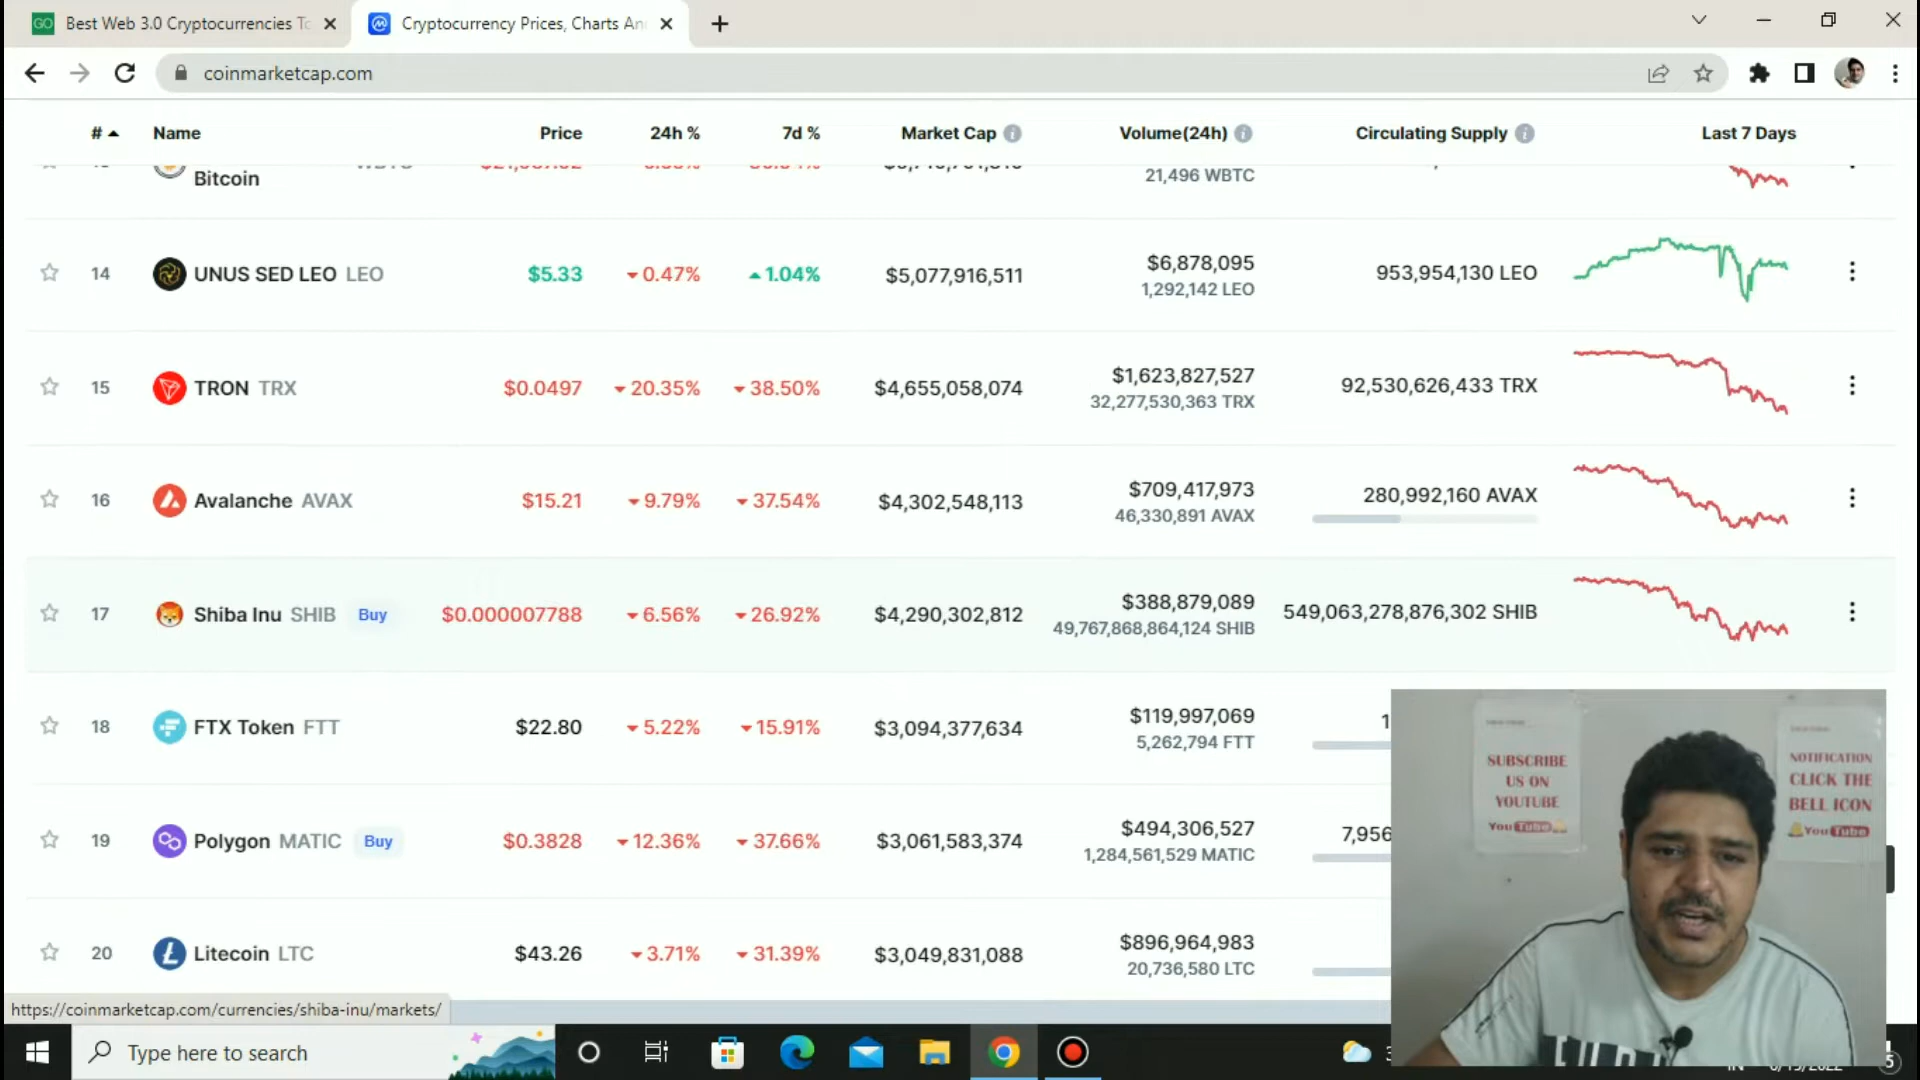 GO Best Web 3.0 Cryptocurrencies To
Cryptocurrency Prices, Charts An
coinmarketcap.com
# Name Price 24h % 7d % Market Cap Volume(24h) Circulating Supply Last 7 Days
Bitcoin 21,496 WBTC
14 UNUS SED LEO LEO $5.33 0.47% 1.04% $5,077,916,511 $6,878,095 953,954,130 LEO
1,292,142 LEO
15 TRON TRX $0.0497 20.35% 38.50% $4,655,058,074 $1,623,827,527 92,530,626,433 TRX
32,277,530,363 TRX
16 Avalanche AVAX $15.21 9.79% 37.54% $4,302,548,113 $709,417,973 280,992,160 AVAX
46,330,891 AVAX
17 Shiba Inu SHIB Buy $0.000007788 6.56% 26.92% $4,290,302,812 $388,879,089 549,063,278,876,302 SHIB
49,767,868,864,124 SHIB
18 FTX Token FTT $22.80 5.22% 15.91% $3,094,377,634 $119,997,069 1
5,262,794 FTT
19 Polygon MATIC Buy $0.3828 12.36% 37.66% $3,061,583,374 $494,306,527 7,956
1,284,561,529 MATIC
20 Litecoin LTC $43.26 3.71% 31.39% $3,049,831,088 $896,964,983
20,736,580 LTC
SUBSCRIBE
US ON
YOUTUBE
YouTube
NOTIFICATION
CLICK THE
BELL ICON
YouTube
https://coinmarketcap.com/currencies/shiba-inu/markets/
Type here to search